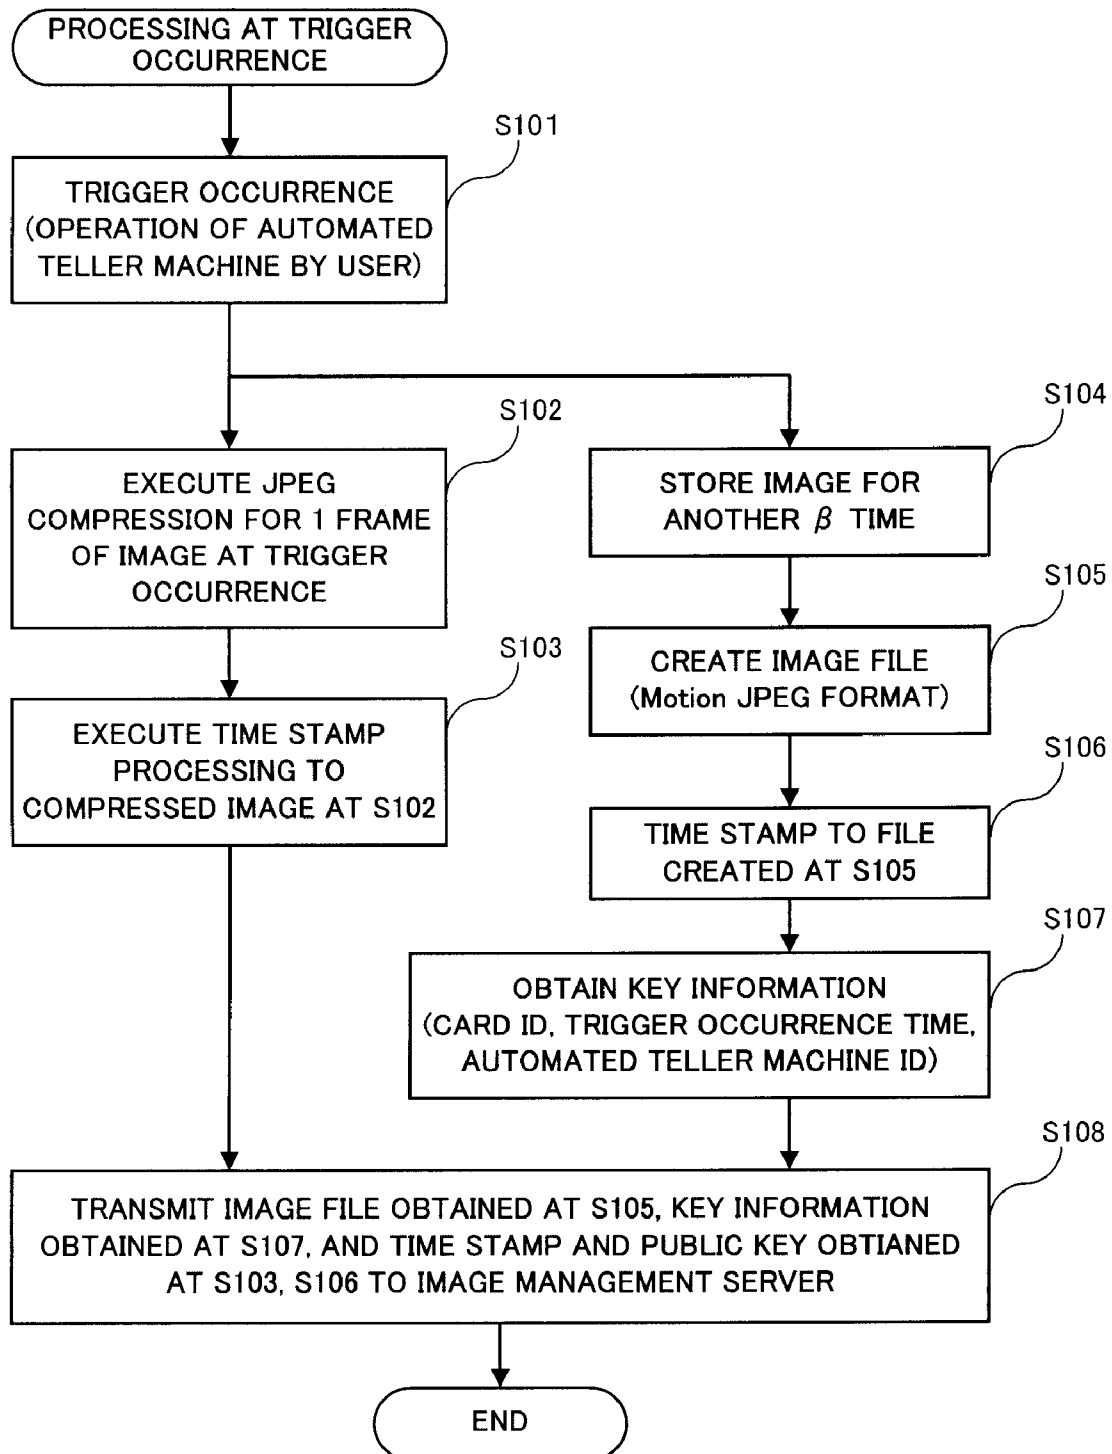 PROCESSING AT TRIGGER
OCCURRENCE
S101
TRIGGER OCCURRENCE
(OPERATION OF AUTOMATED
TELLER MACHINE BY USER)
S102
EXECUTE JPEG
COMPRESSION FOR 1 FRAME
OF IMAGE AT TRIGGER
OCCURRENCE
S103
EXECUTE TIME STAMP
PROCESSING TO
COMPRESSED IMAGE AT S102
S104
STORE IMAGE FOR
ANOTHER β TIME
S105
CREATE IMAGE FILE
(Motion JPEG FORMAT)
S106
TIME STAMP TO FILE
CREATED AT S105
S107
OBTAIN KEY INFORMATION
(CARD ID, TRIGGER OCCURRENCE TIME,
AUTOMATED TELLER MACHINE ID)
S108
TRANSMIT IMAGE FILE OBTAINED AT S105, KEY INFORMATION
OBTAINED AT S107, AND TIME STAMP AND PUBLIC KEY OBTIANED
AT S103, S106 TO IMAGE MANAGEMENT SERVER
END